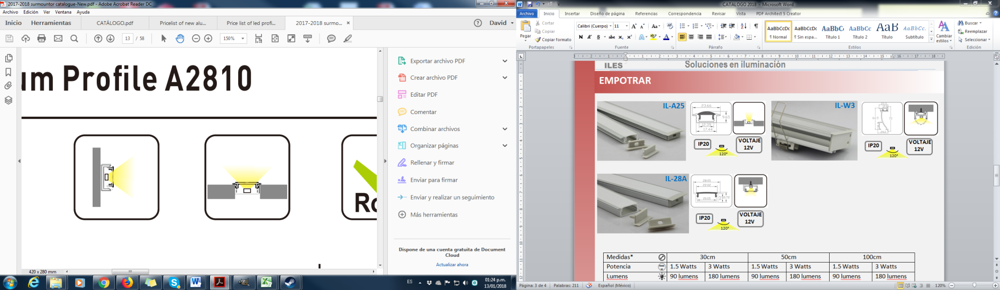 2017-2018 surmountor catalogue-New.pdf - Adobe Acrobat Reader DC
Archivo Edición Ver Ventana Ayuda
Inicio Herramientas CATÁLOGO.pdf Pricelist of new alu... Price list of led profi... 2017-2018 surmo... × David
13 / 58 150%
um Profile A2810
Ro
420 x 280 mm
Exportar archivo PDF
Crear archivo PDF
Editar PDF
Comentar
Combinar archivos
Organizar páginas
Rellenar y firmar
Enviar para firmar
Enviar y realizar un seguimiento
Más herramientas
Dispone de una cuenta gratuita de Document
Cloud
Actualizar ahora
CATALOGO 2018 - Microsoft Word
Archivo Inicio Insertar Diseño de página Referencias Correspondencia Revisar Vista PDF Architect 5 Creator
Pegar
Cortar
Copiar
Copiar formato
Portapapeles
Calibri (Cuerpo) 11
N K S abc x₂ x²
Fuente
Párrafo
AaBbCcDc AaBbCcDc AaBbC AaBbCc AaB AaBbCc.
¶ Normal ¶ Sin espa... Título 1 Título 2 Título Subtítulo
Cambiar
estilos
Estilos
Buscar
Reemplazar
Seleccionar
Edición
ILES Soluciones en iluminación
EMPOTRAR
IL-A25
23.66
9.65
12.39
17.44
IP20
120°
VOLTAJE
12V
IL-W3
IP20
120°
VOLTAJE
12V
IL-28A
IP20
120°
VOLTAJE
12V
Medidas* 30cm 50cm 100cm
Potencia 1.5 Watts 3 Watts 1.5 Watts 3 Watts 1.5 Watts 3 Watts
Lumens 90 lumens 180 lumens 90 lumens 180 lumens 90 lumens 180 lumens
Página: 3 de 4 Palabras: 211 Español (México) 120%
ES 01:24 p.m.
13/01/2018